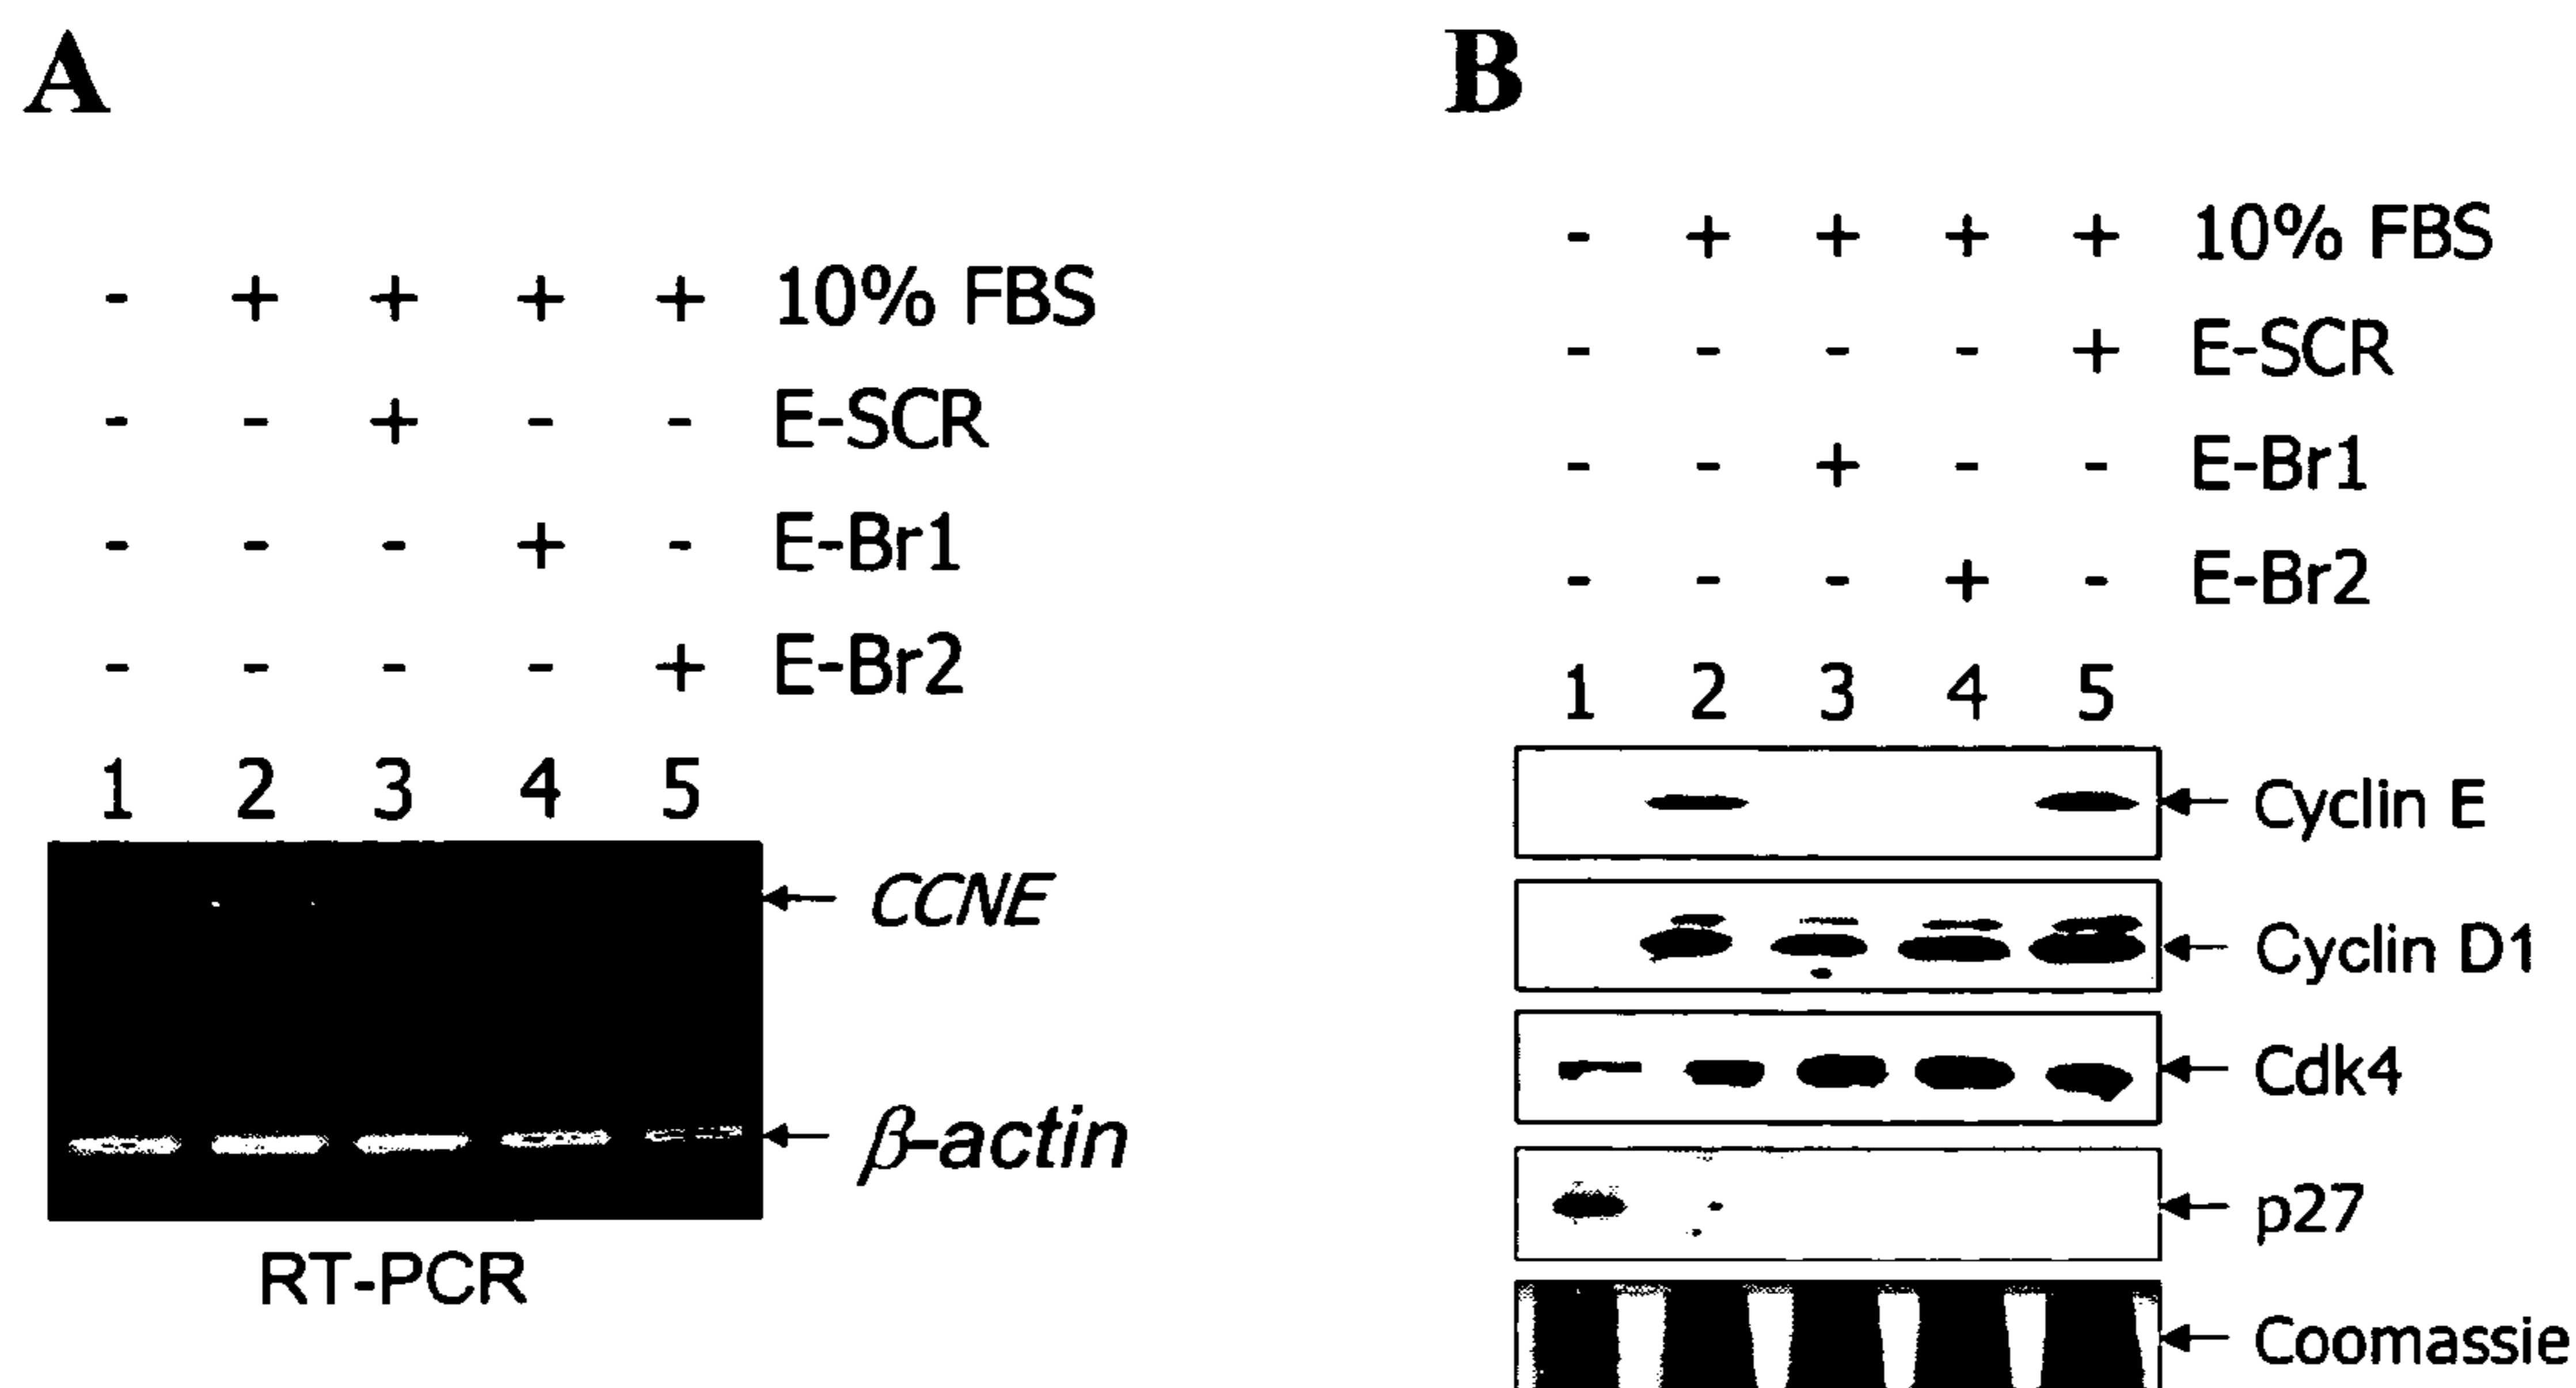 A
- + + + + 10% FBS
- - + - - E-SCR
- - - + - E-Br1
- - - - + E-Br2
1 2 3 4 5
CCNE
β-actin
RT-PCR
B
- + + + + 10% FBS
- - - - + E-SCR
- - + - - E-Br1
- - - + - E-Br2
1 2 3 4 5
Cyclin E
Cyclin D1
Cdk4
p27
Coomassie